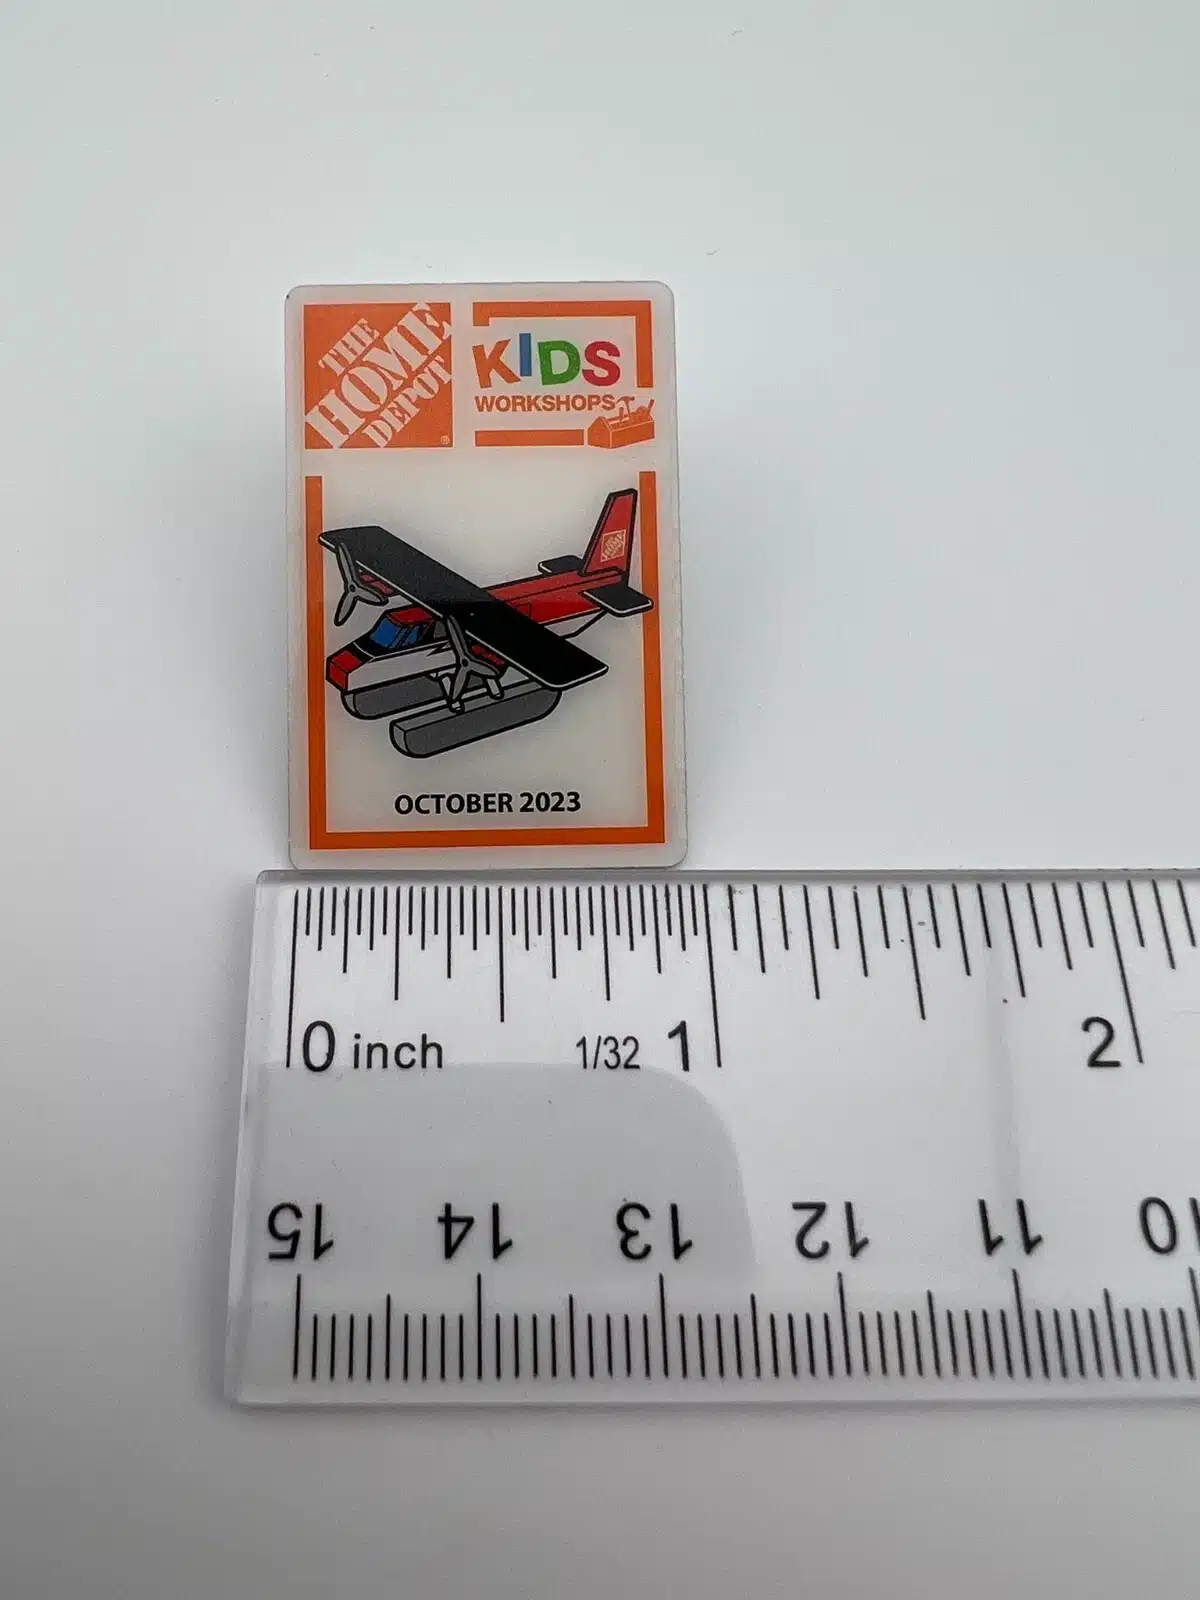 THE
HOME
DEPOT
®
KIDS
WORKSHOPS
OCTOBER 2023
0 inch 1/32 1 2
15 14 13 12 11 10